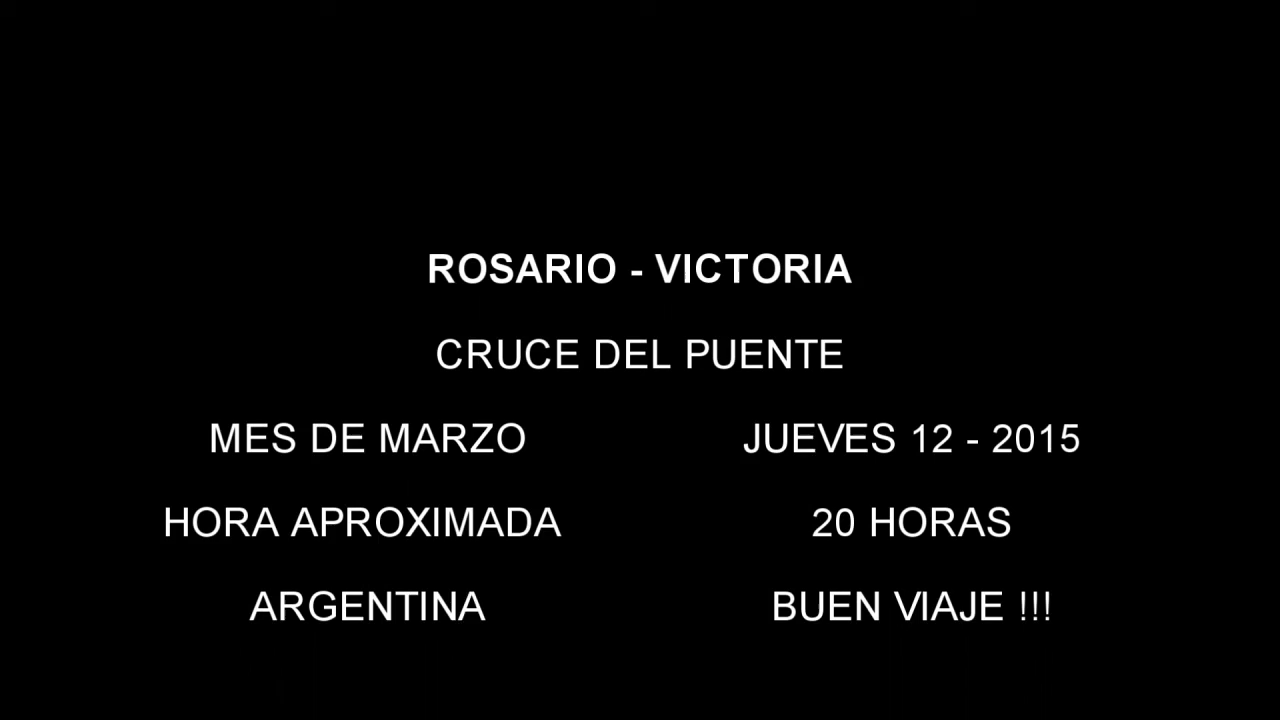 ROSARIO - VICTORIA
CRUCE DEL PUENTE
MES DE MARZO JUEVES 12 - 2015
HORA APROXIMADA 20 HORAS
ARGENTINA BUEN VIAJE !!!